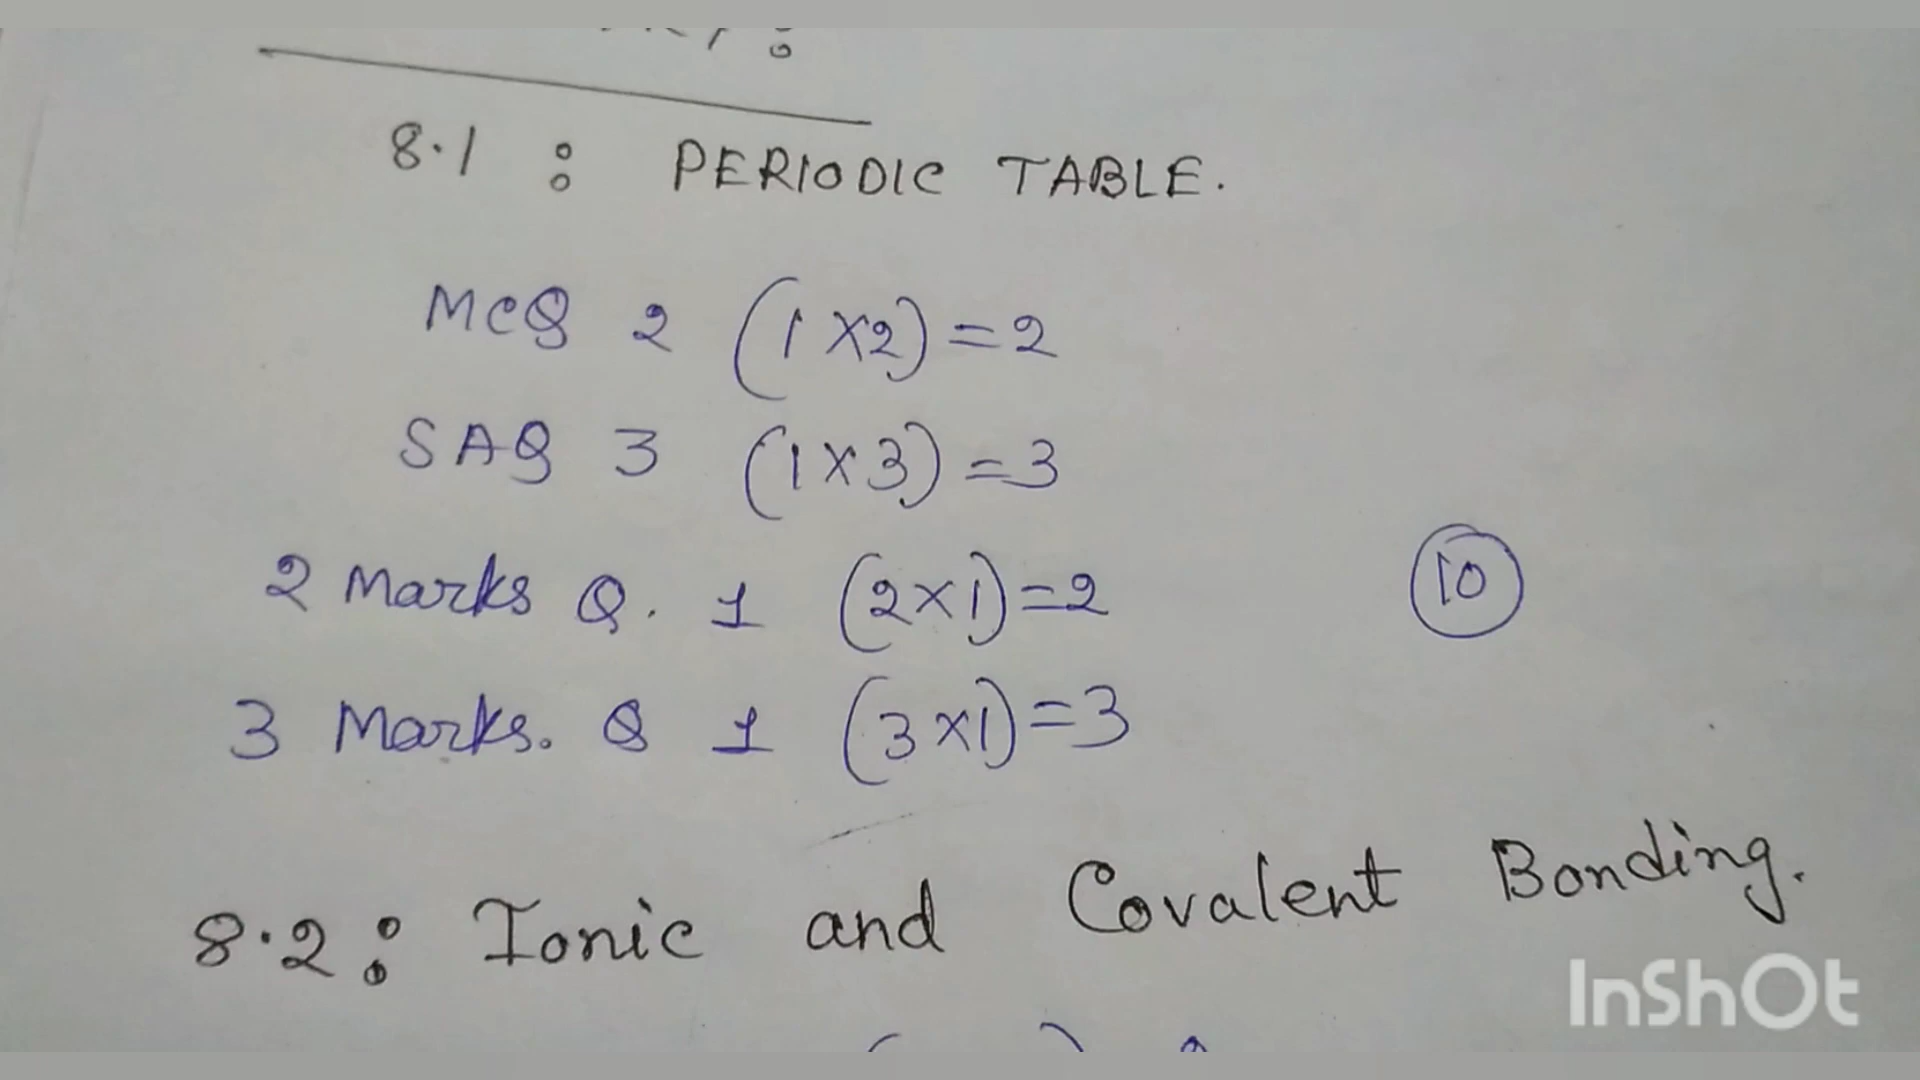 8.1 : PERIODIC TABLE.
MCQ 2 (1×2)=2
SAQ 3 (1×3)=3
2 Marks Q. 1 (2×1)=2
10
3 Marks. Q 1 (3×1)=3
8.2 : Ionic and Covalent Bonding.
InShOt